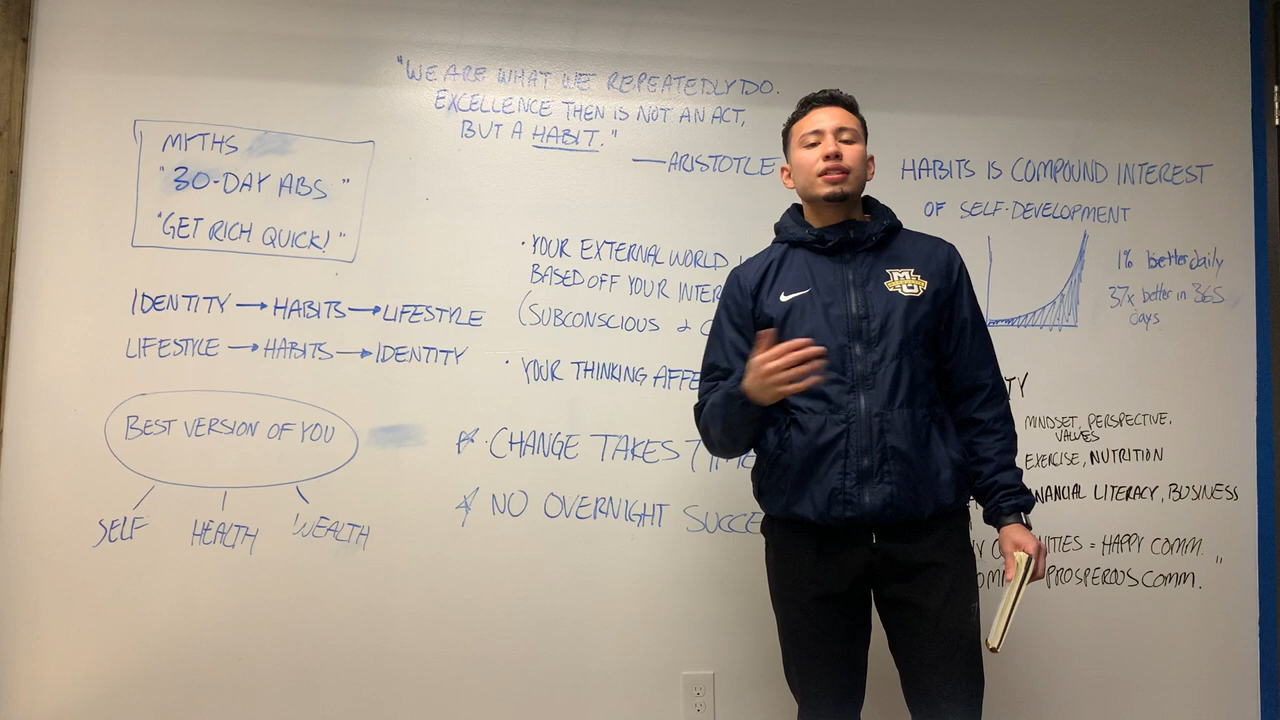 "WE ARE WHAT WE REPEATEDLY DO.
EXCELLENCE THEN IS NOT AN ACT,
BUT A HABIT."
—ARISTOTLE
MYTHS
"30-DAY ABS"
"GET RICH QUICK!"
IDENTITY → HABITS → LIFESTYLE
LIFESTYLE → HABITS → IDENTITY
BEST VERSION OF YOU
SELF HEALTH WEALTH
· YOUR EXTERNAL WORLD
BASED OFF YOUR INTER
(SUBCONSCIOUS & C
· YOUR THINKING AFFE
· CHANGE TAKES TIME
NO OVERNIGHT SUCCE
MU
HABITS IS COMPOUND INTEREST
OF SELF-DEVELOPMENT
1% better daily
37x better in 365
days
TY
MINDSET, PERSPECTIVE,
VALUES
EXERCISE, NUTRITION
NANCIAL LITERACY, BUSINESS
ITIES = HAPPY COMM.
PROSPEROUS COMM."